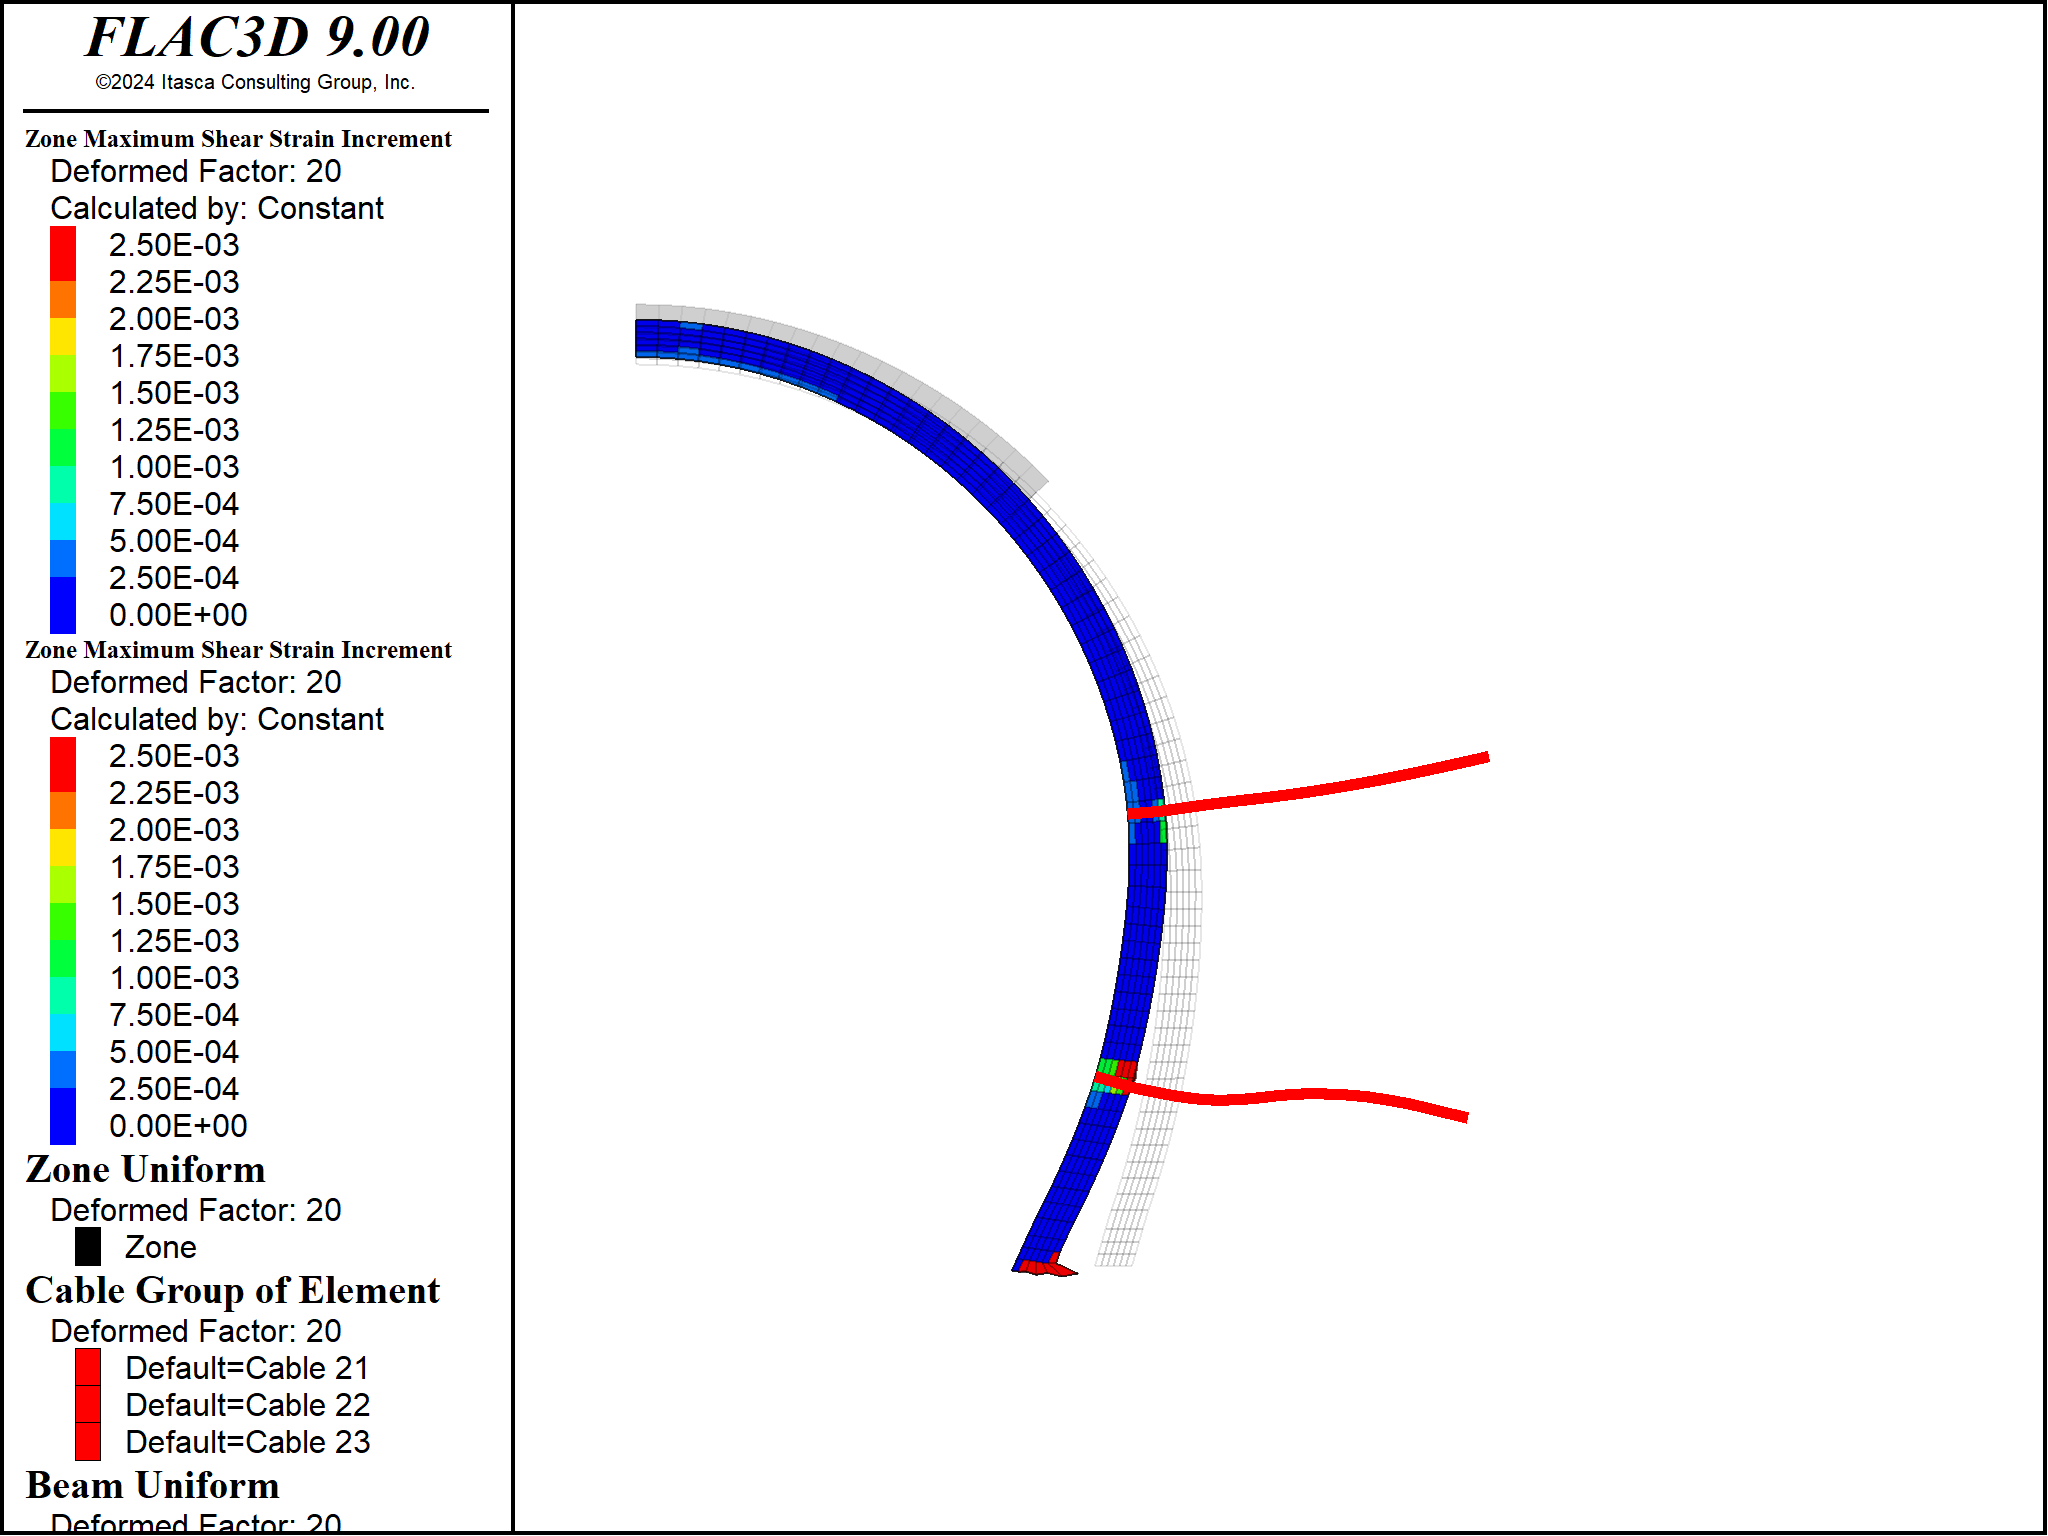 FLAC3D 9.00
©2024 Itasca Consulting Group, Inc.
Zone Maximum Shear Strain Increment
Deformed Factor: 20
Calculated by: Constant
2.50E-03
2.25E-03
2.00E-03
1.75E-03
1.50E-03
1.25E-03
1.00E-03
7.50E-04
5.00E-04
2.50E-04
0.00E+00
Zone Maximum Shear Strain Increment
Deformed Factor: 20
Calculated by: Constant
2.50E-03
2.25E-03
2.00E-03
1.75E-03
1.50E-03
1.25E-03
1.00E-03
7.50E-04
5.00E-04
2.50E-04
0.00E+00
Zone Uniform
Deformed Factor: 20
Zone
Cable Group of Element
Deformed Factor: 20
Default=Cable 21
Default=Cable 22
Default=Cable 23
Beam Uniform
Deformed Factor: 20